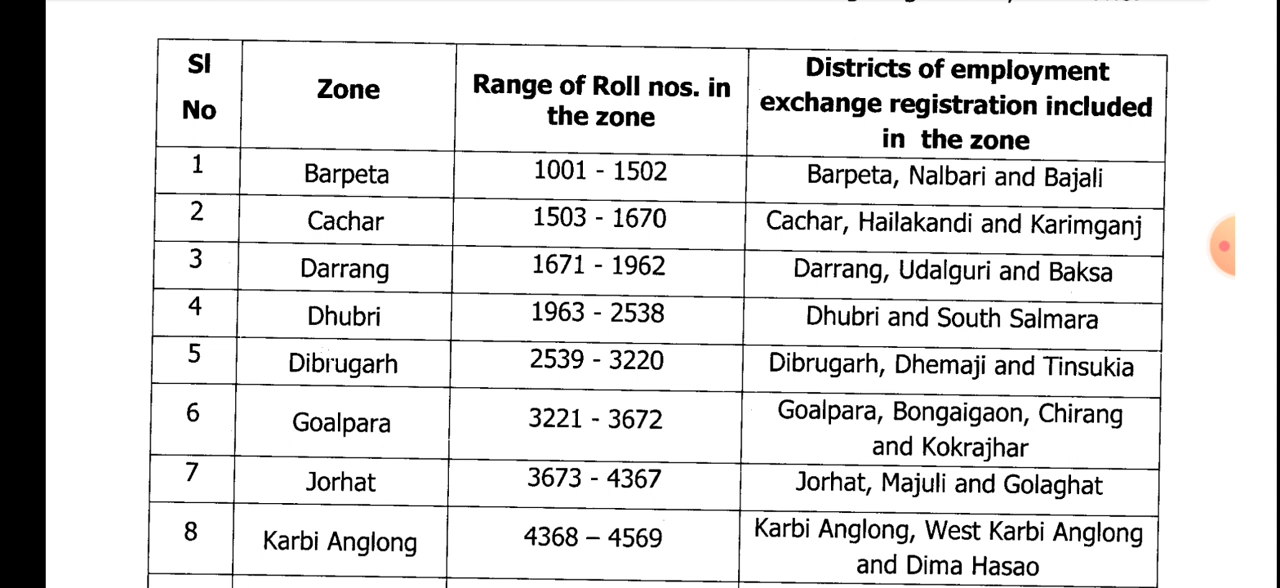 Sl No | Zone | Range of Roll nos. in the zone | Districts of employment exchange registration included in the zone
1 | Barpeta | 1001 - 1502 | Barpeta, Nalbari and Bajali
2 | Cachar | 1503 - 1670 | Cachar, Hailakandi and Karimganj
3 | Darrang | 1671 - 1962 | Darrang, Udalguri and Baksa
4 | Dhubri | 1963 - 2538 | Dhubri and South Salmara
5 | Dibrugarh | 2539 - 3220 | Dibrugarh, Dhemaji and Tinsukia
6 | Goalpara | 3221 - 3672 | Goalpara, Bongaigaon, Chirang and Kokrajhar
7 | Jorhat | 3673 - 4367 | Jorhat, Majuli and Golaghat
8 | Karbi Anglong | 4368 – 4569 | Karbi Anglong, West Karbi Anglong and Dima Hasao